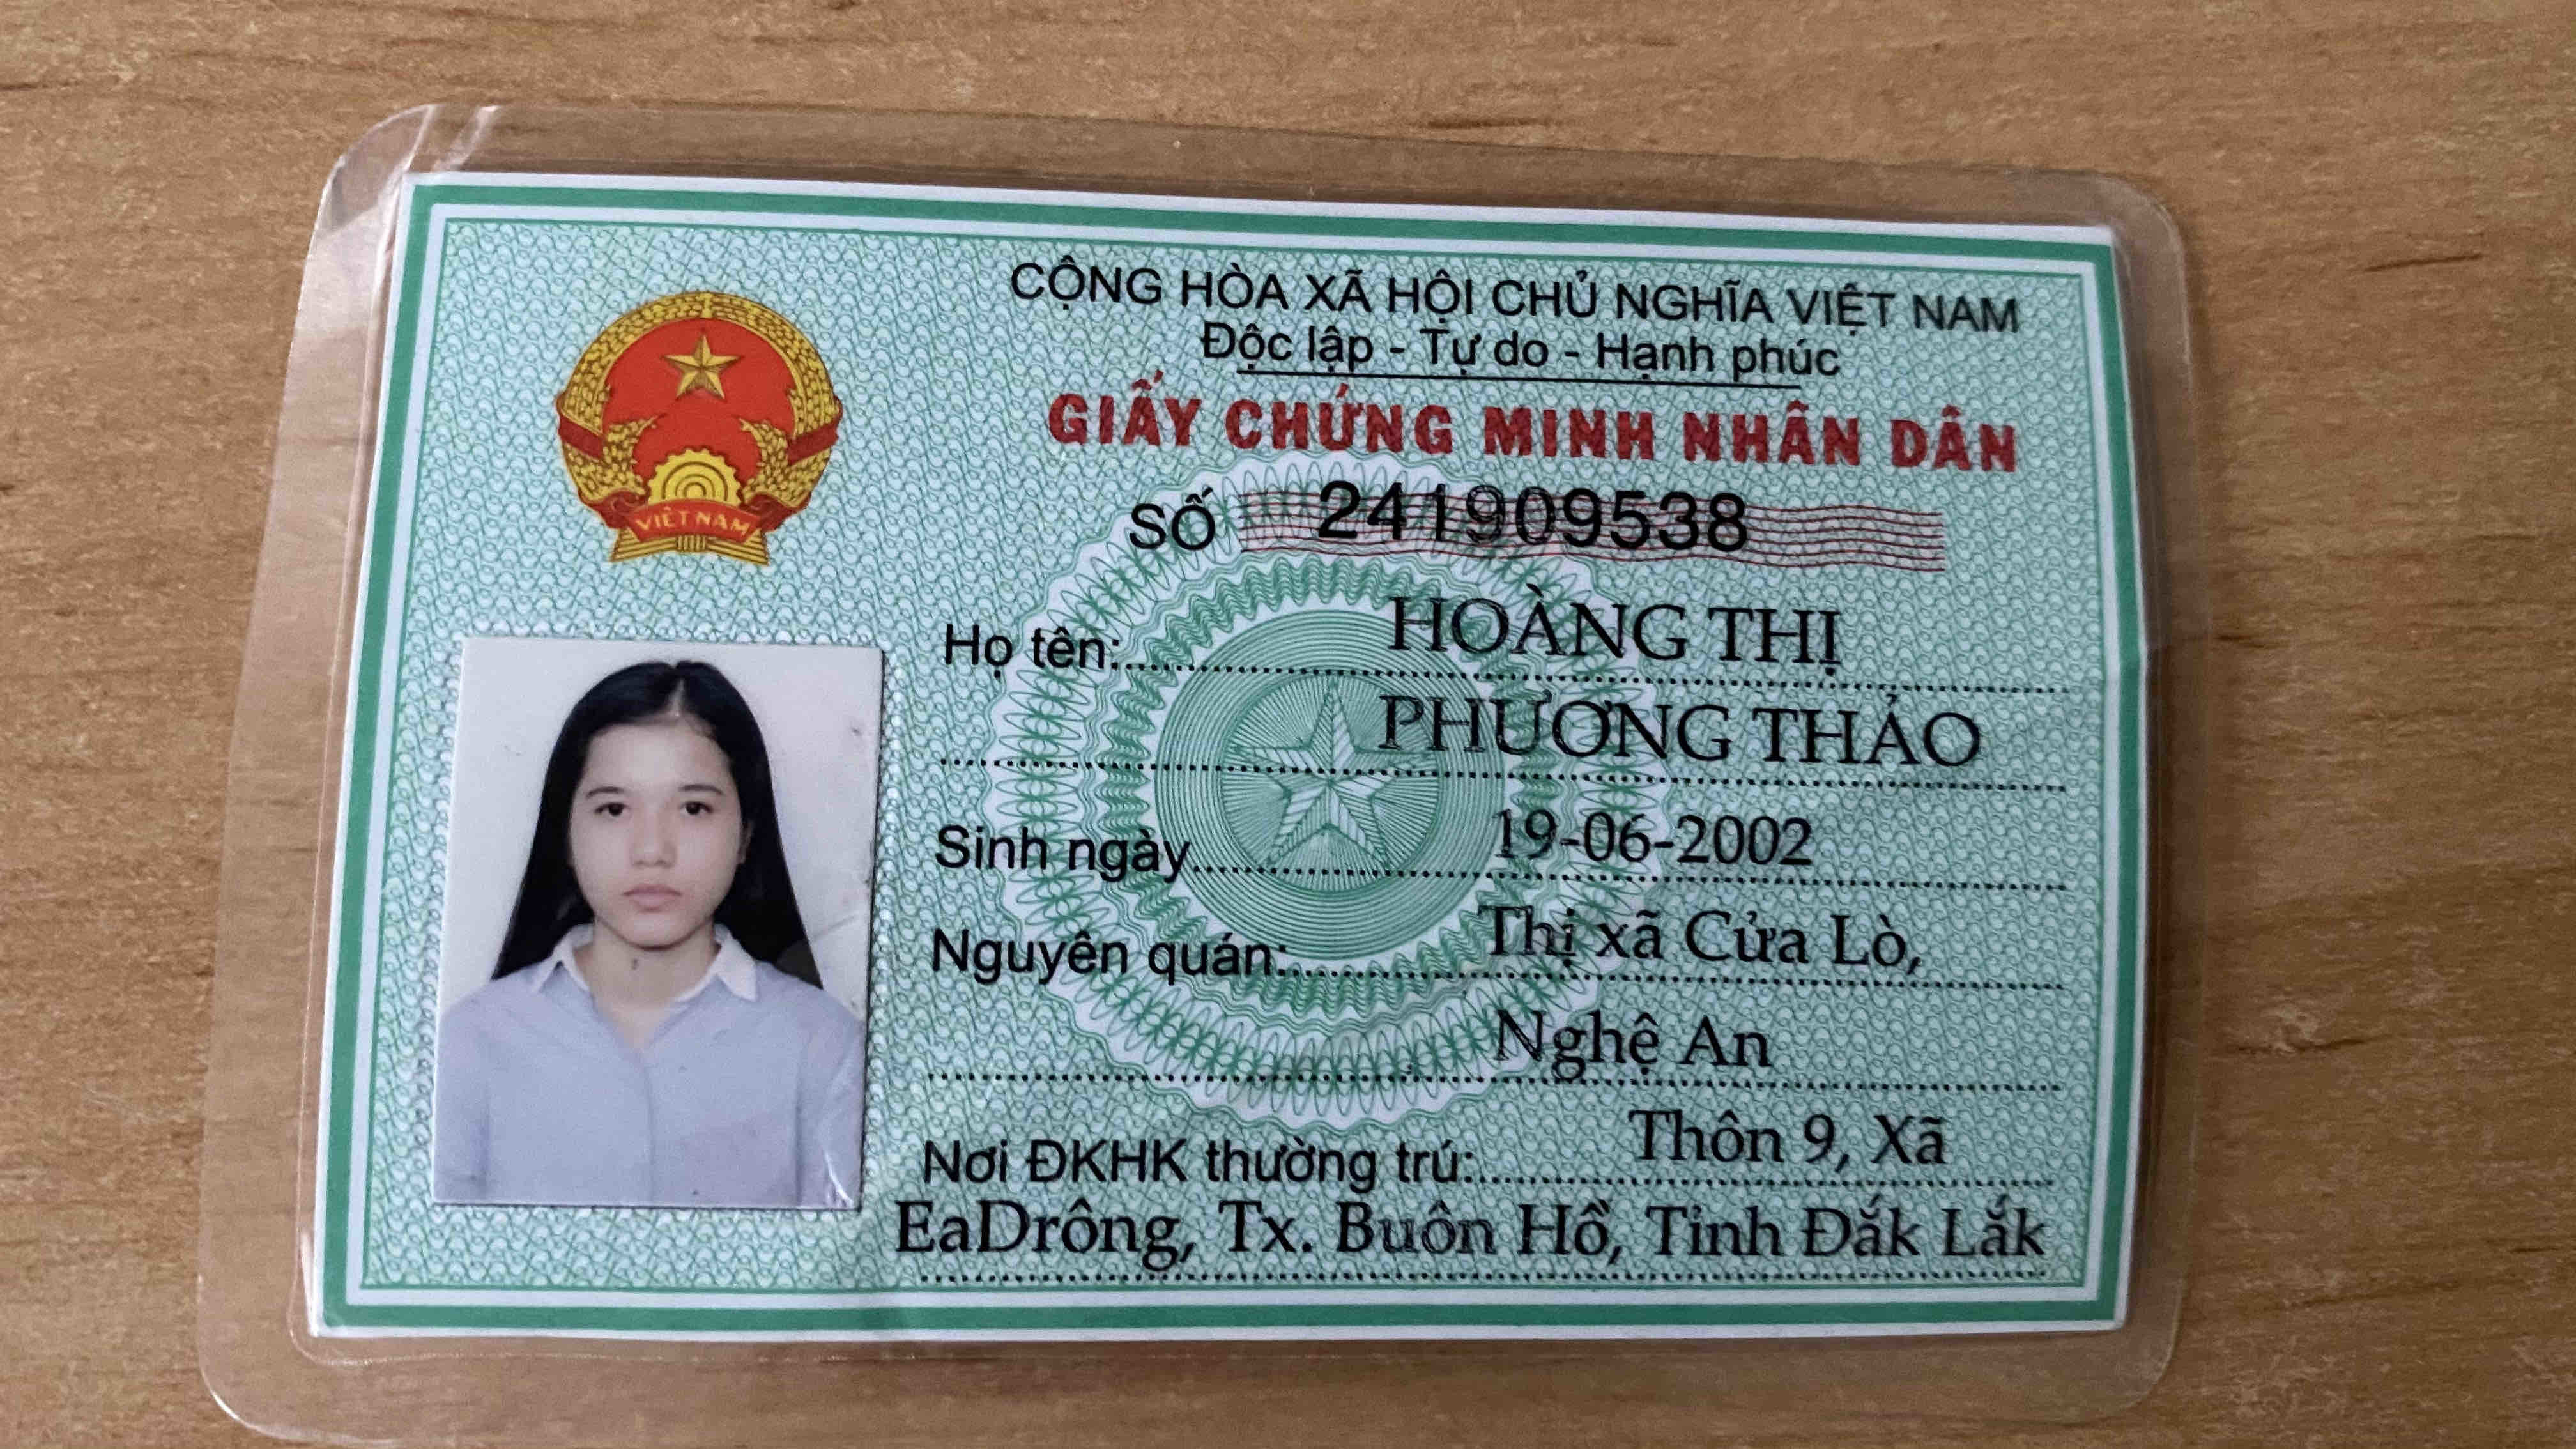 CỘNG HÒA XÃ HỘI CHỦ NGHĨA VIỆT NAM
Độc lập - Tự do - Hạnh phúc
GIẤY CHỨNG MINH NHÂN DÂN
SỐ 241909538
VIỆT NAM
Họ tên: HOÀNG THỊ
PHƯƠNG THẢO
Sinh ngày 19-06-2002
Nguyên quán: Thị xã Cửa Lò,
Nghệ An
Nơi ĐKHK thường trú: Thôn 9, Xã
EaDrông, Tx. Buôn Hồ, Tỉnh Đắk Lắk